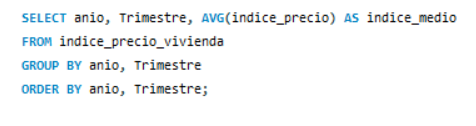 SELECT anio, Trimestre, AVG(indice_precio) AS indice_medio
FROM indice_precio_vivienda
GROUP BY anio, Trimestre
ORDER BY anio, Trimestre;